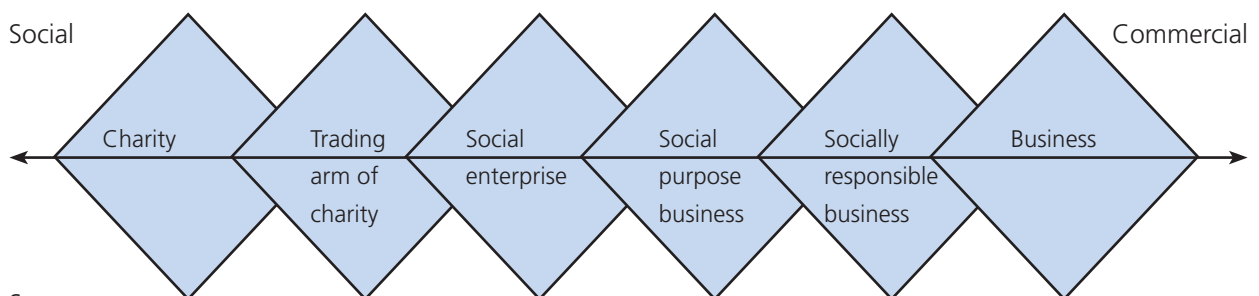 Social
Commercial
Charity
Trading
arm of
charity
Social
enterprise
Social
purpose
business
Socially
responsible
business
Business